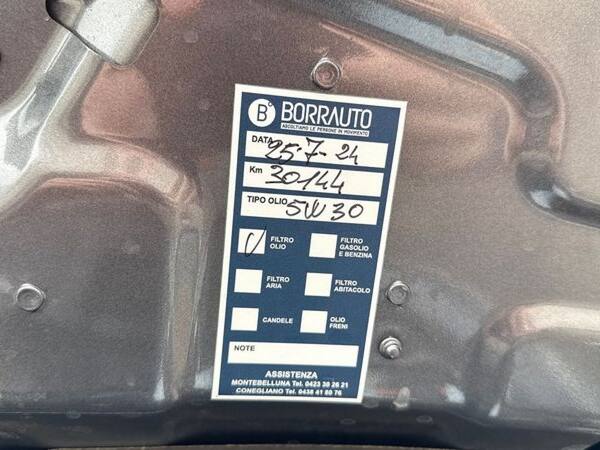 B° BORRAUTO
ASCOLTIAMO LE PERSONE IN MOVIMENTO
DATA 25-7-24
Km 30144
TIPO OLIO 5W30
FILTRO OLIO
FILTRO GASOLIO E BENZINA
FILTRO ARIA
FILTRO ABITACOLO
CANDELE
OLIO FRENI
NOTE
ASSISTENZA
MONTEBELLUNA Tel. 0423 30 26 21
CONEGLIANO Tel. 0438 41 80 76